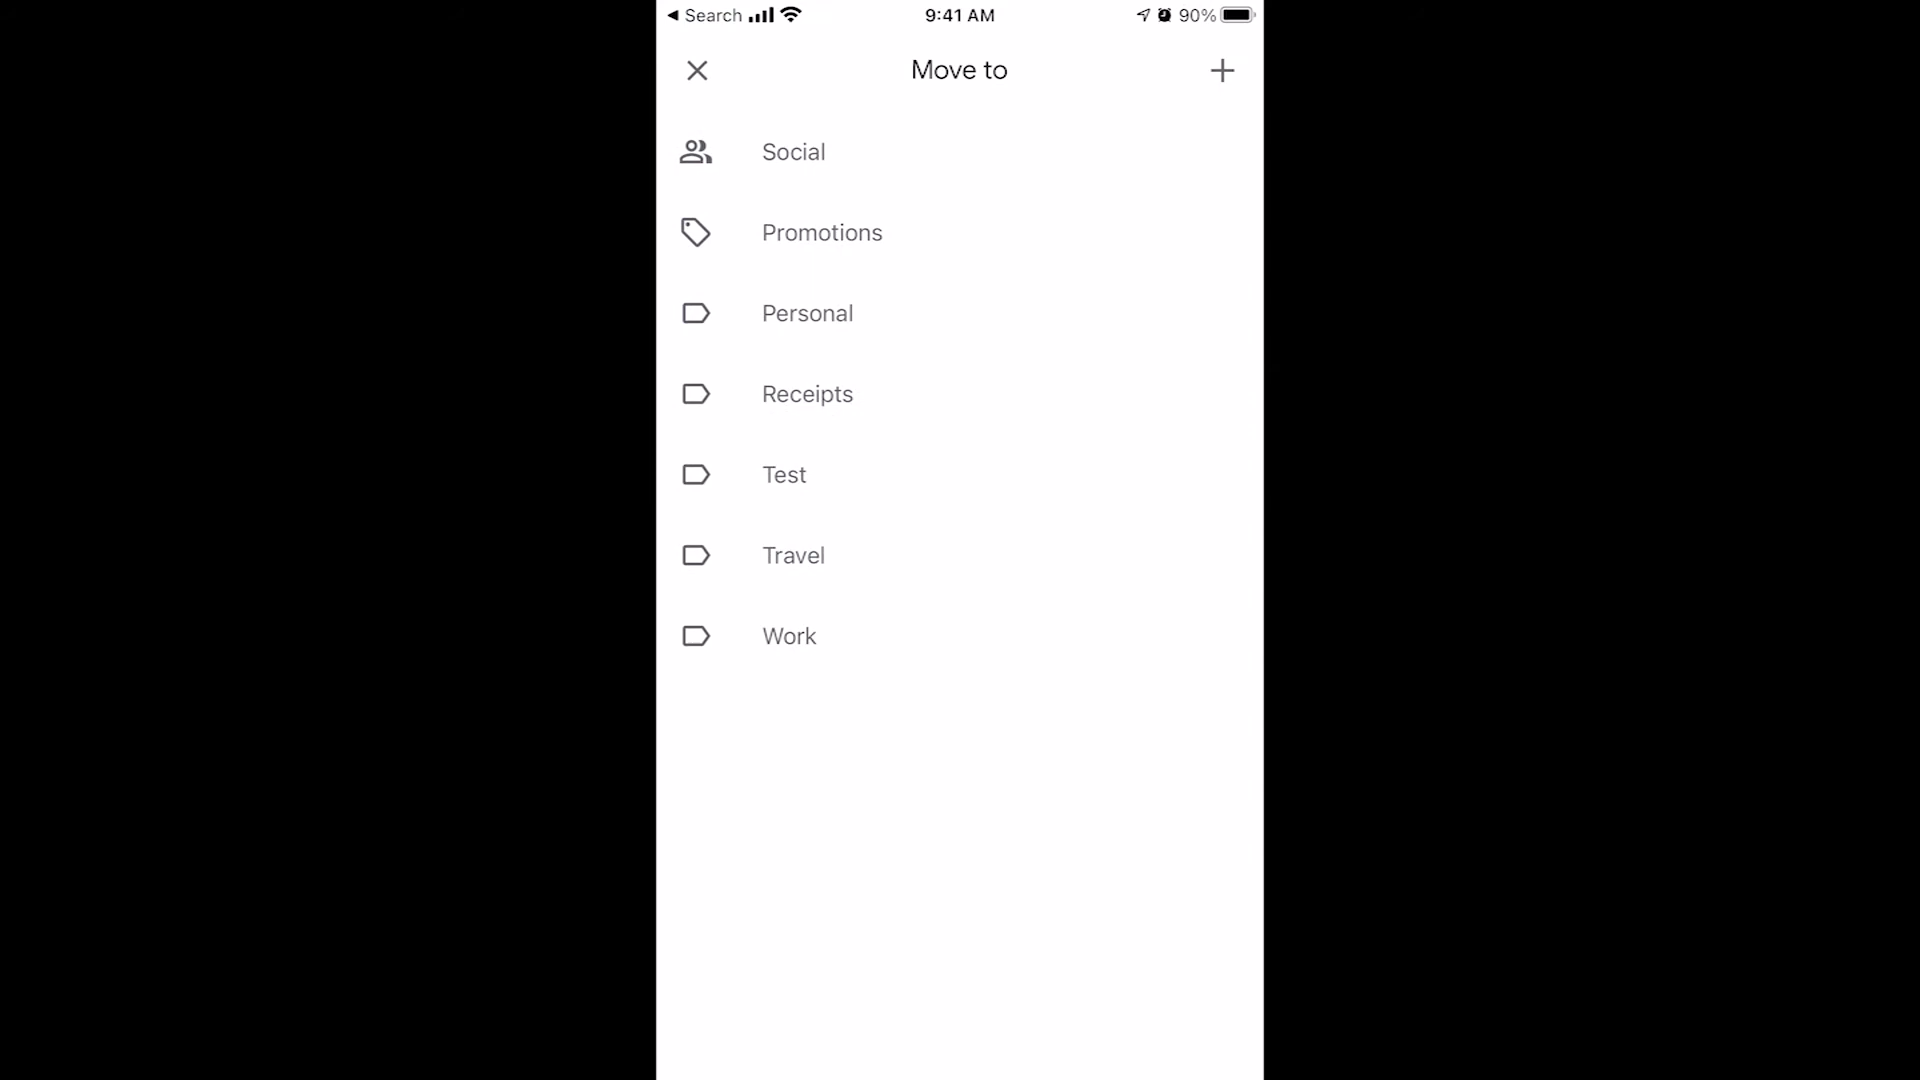 Search 9:41 AM 90%
Move to
Social
Promotions
Personal
Receipts
Test
Travel
Work